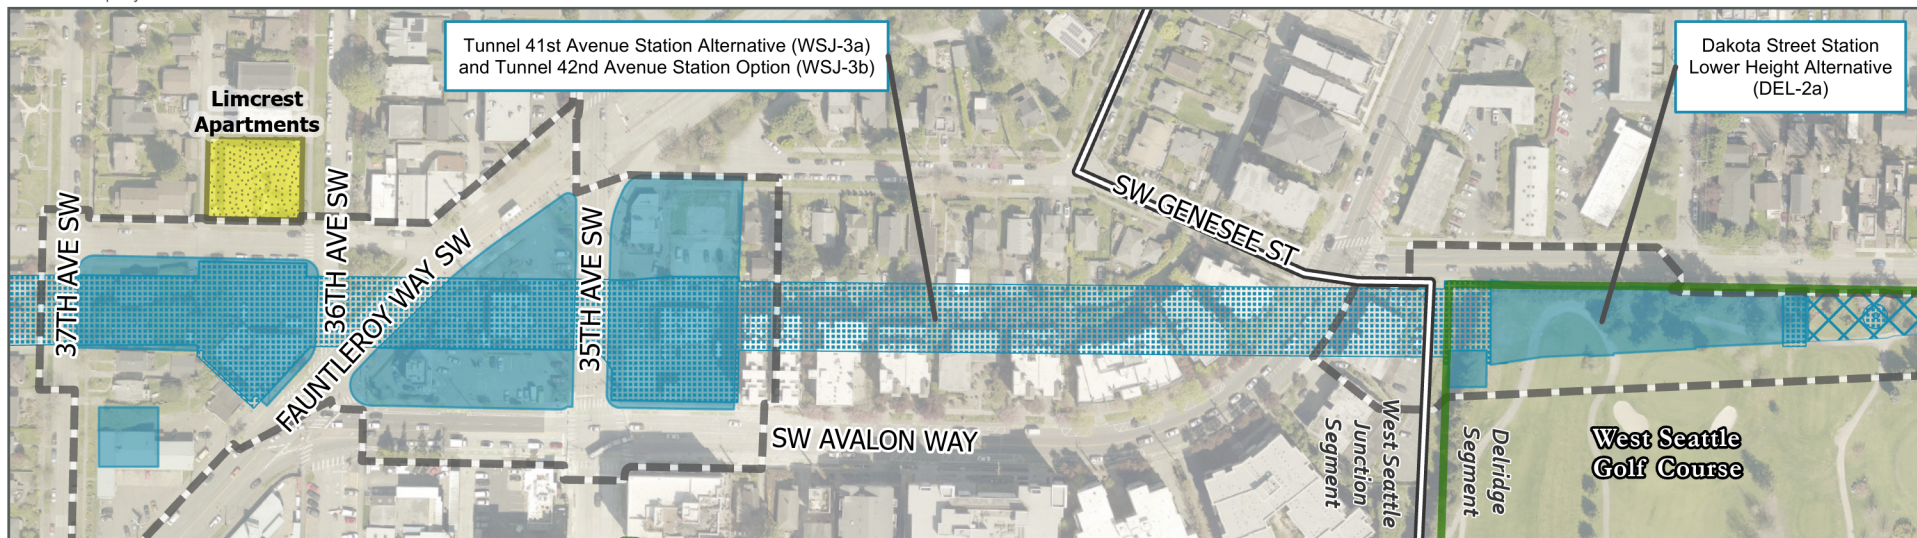 Tunnel 41st Avenue Station Alternative (WSJ-3a)
and Tunnel 42nd Avenue Station Option (WSJ-3b)
Dakota Street Station
Lower Height Alternative
(DEL-2a)
Limcrest
Apartments
37TH AVE SW
36TH AVE SW
FAUNTLEROY WAY SW
35TH AVE SW
SW GENESEE ST
SW AVALON WAY
West Seattle
Junction
Segment
Delridge
Segment
West Seattle
Golf Course